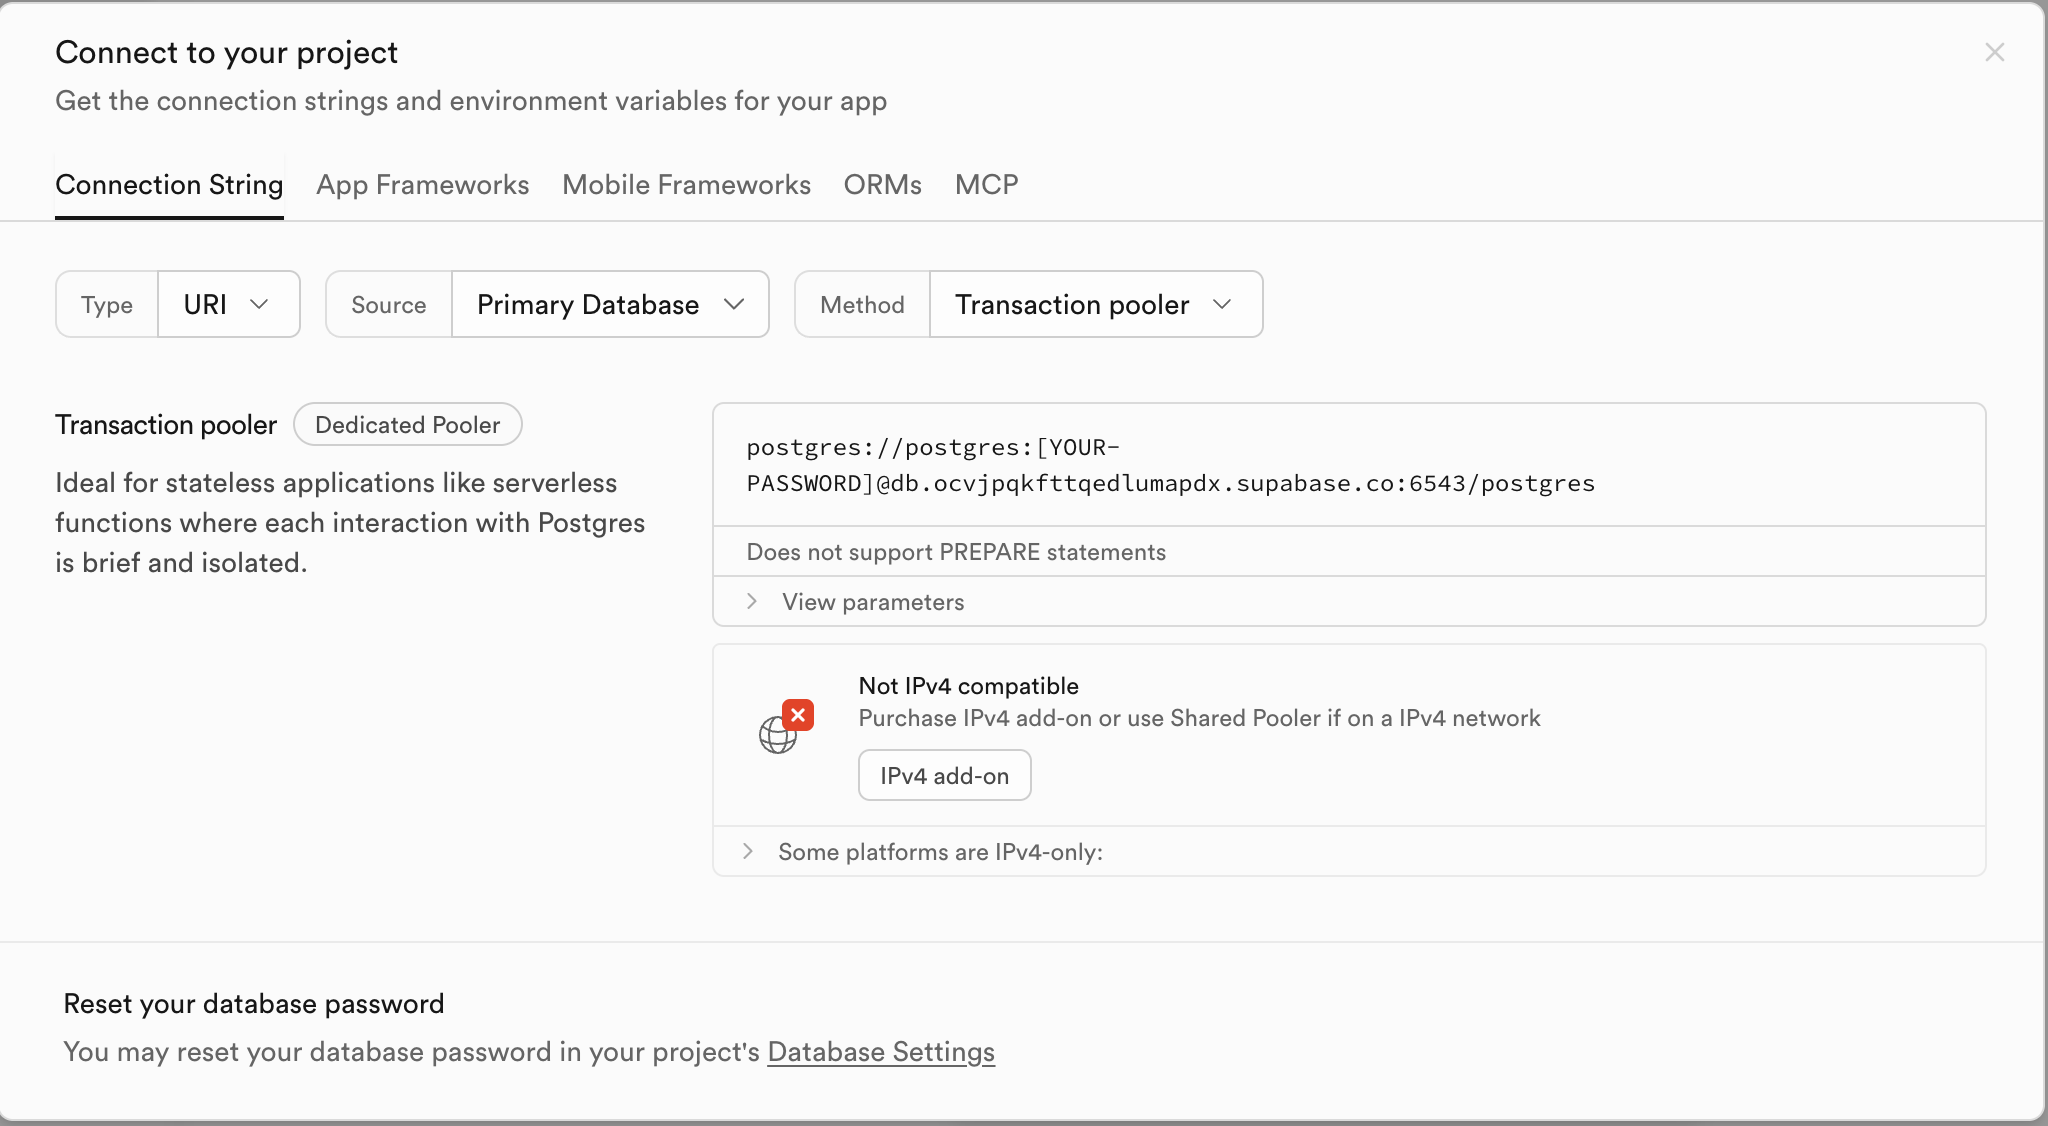 Connect to your project
Get the connection strings and environment variables for your app
Connection String App Frameworks Mobile Frameworks ORMs MCP
Type URI Source Primary Database Method Transaction pooler
Transaction pooler Dedicated Pooler
Ideal for stateless applications like serverless
functions where each interaction with Postgres
is brief and isolated.
postgres://postgres:[YOUR-
PASSWORD]@db.ocvjpqkfttqedlumapdx.supabase.co:6543/postgres
Does not support PREPARE statements
View parameters
Not IPv4 compatible
Purchase IPv4 add-on or use Shared Pooler if on a IPv4 network
IPv4 add-on
Some platforms are IPv4-only:
Reset your database password
You may reset your database password in your project's Database Settings